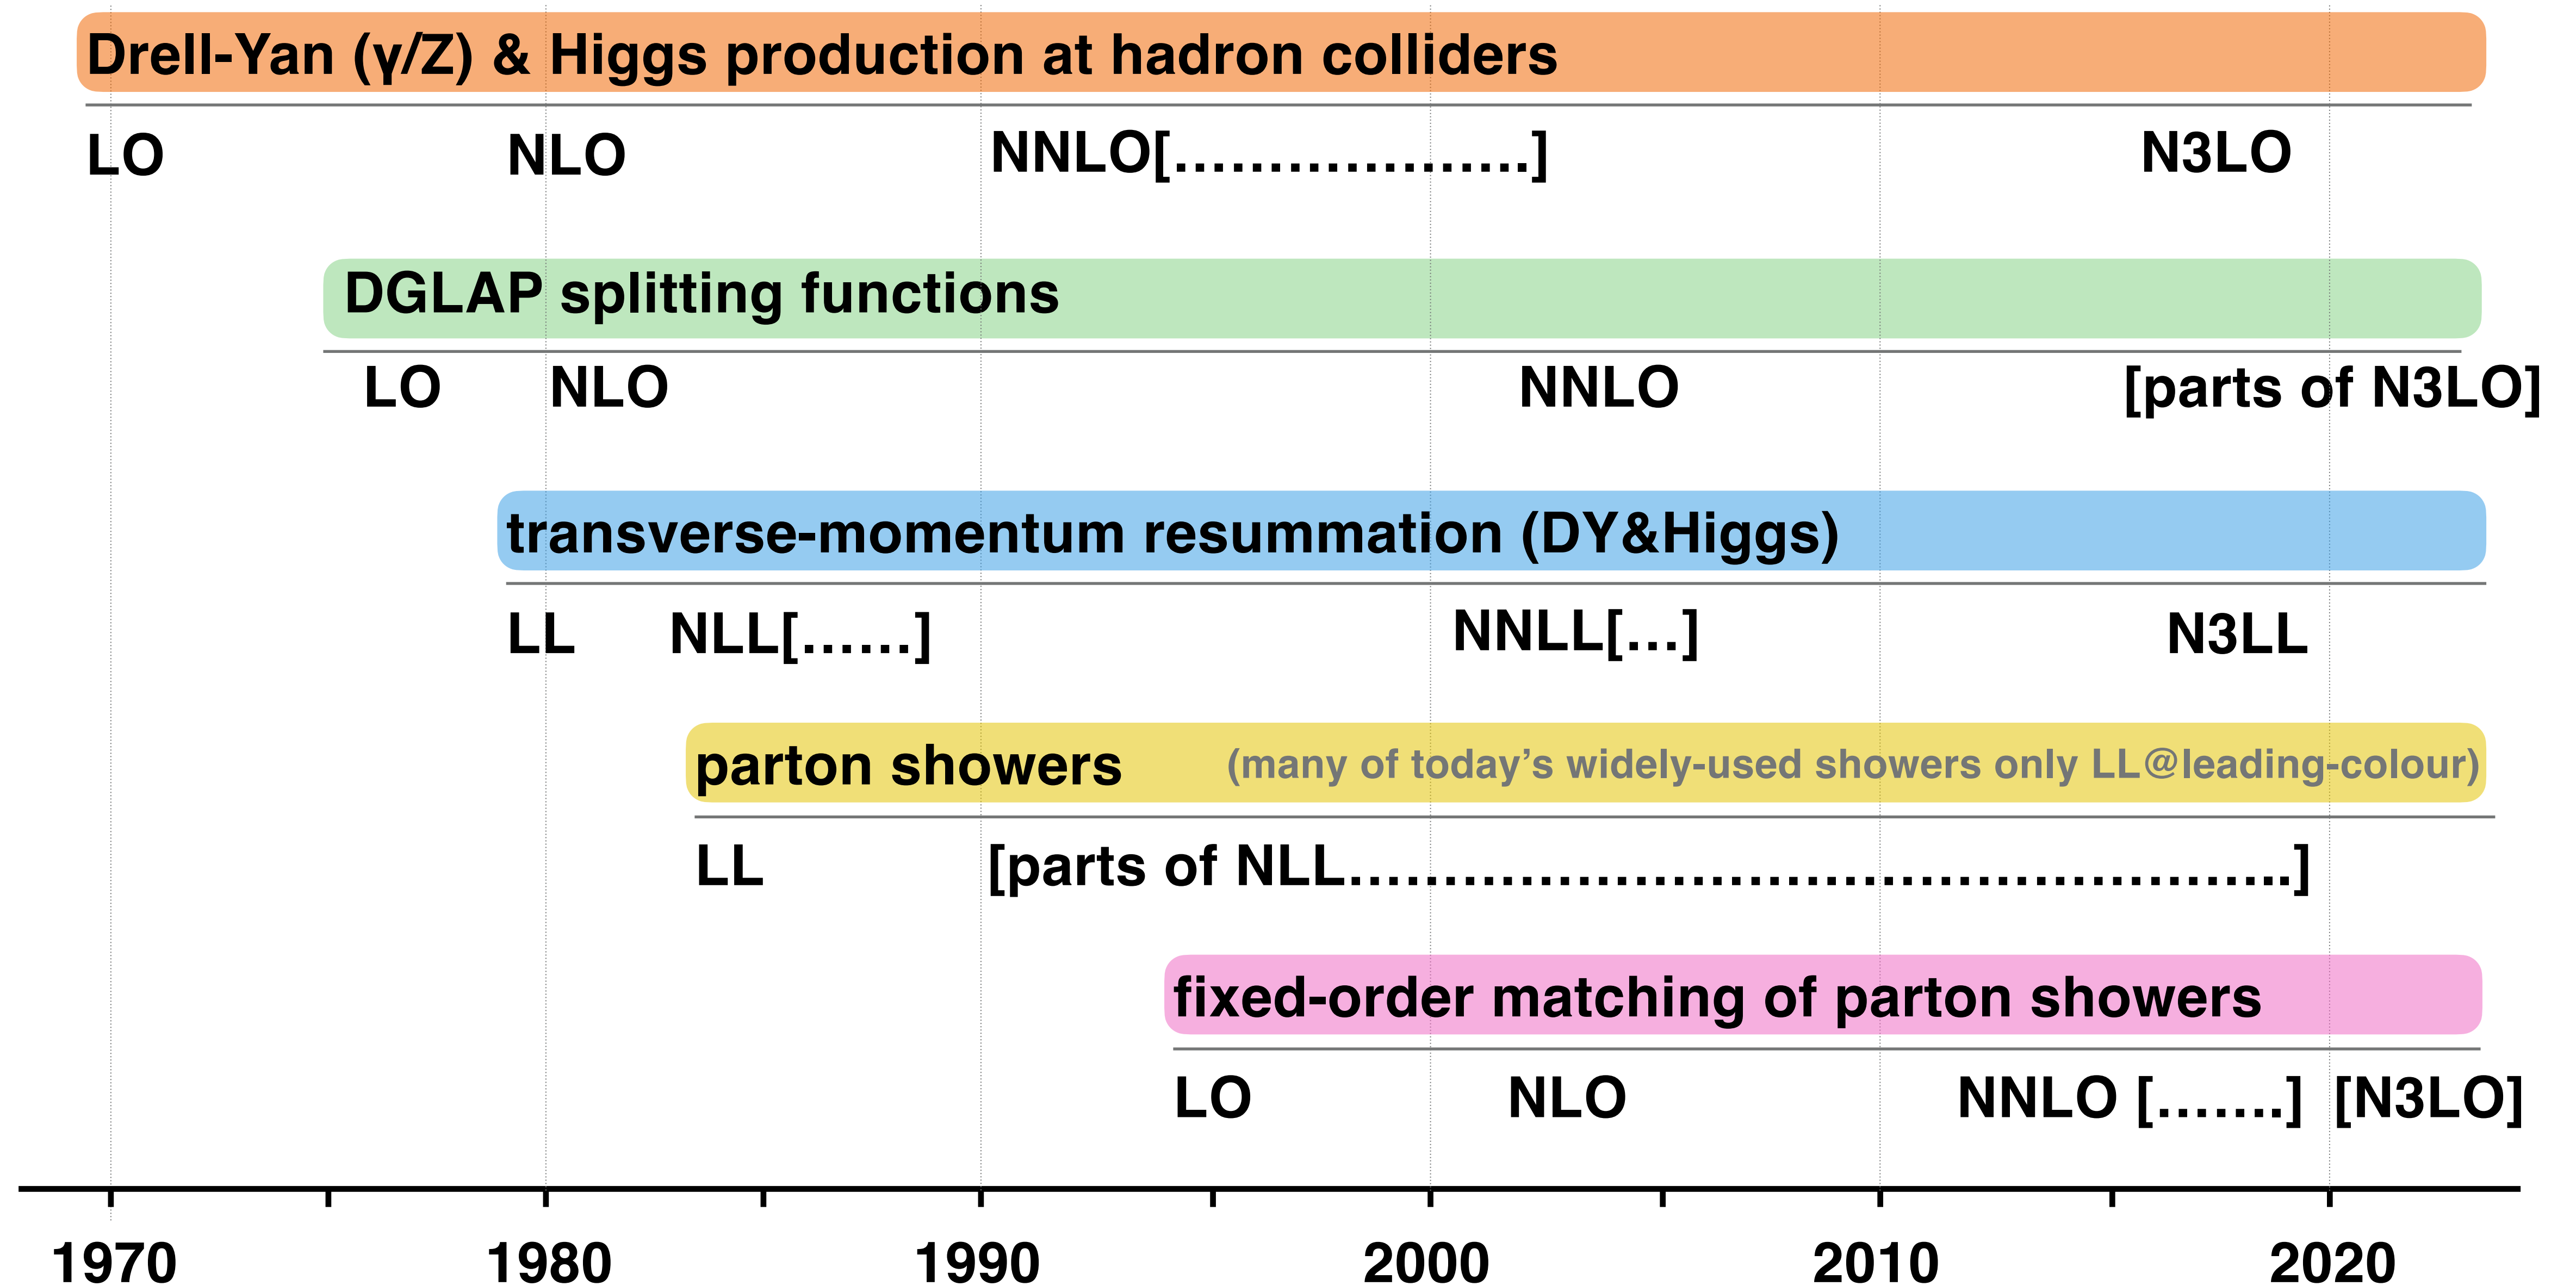 Drell-Yan (γ/Z) & Higgs production at hadron colliders
LO NLO NNLO[………………..] N3LO
DGLAP splitting functions
LO NLO NNLO [parts of N3LO]
transverse-momentum resummation (DY&Higgs)
LL NLL[……] NNLL[…] N3LL
parton showers (many of today’s widely-used showers only LL@leading-colour)
LL [parts of NLL…………………………………………..]
fixed-order matching of parton showers
LO NLO NNLO […….] [N3LO]
1970 1980 1990 2000 2010 2020